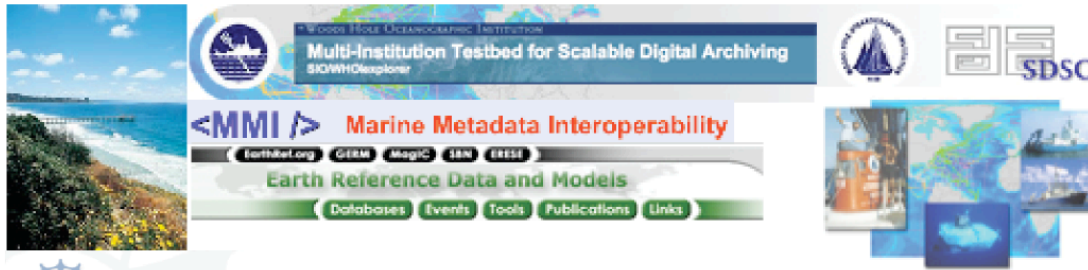 Woods Hole Oceanographic Institution
Multi-Institution Testbed for Scalable Digital Archiving
SIO/WHOIexplorer
SDSC
<MMI /> Marine Metadata Interoperability
EarthRef.org GERM MagIC SBN ERESE
Earth Reference Data and Models
Databases Events Tools Publications Links